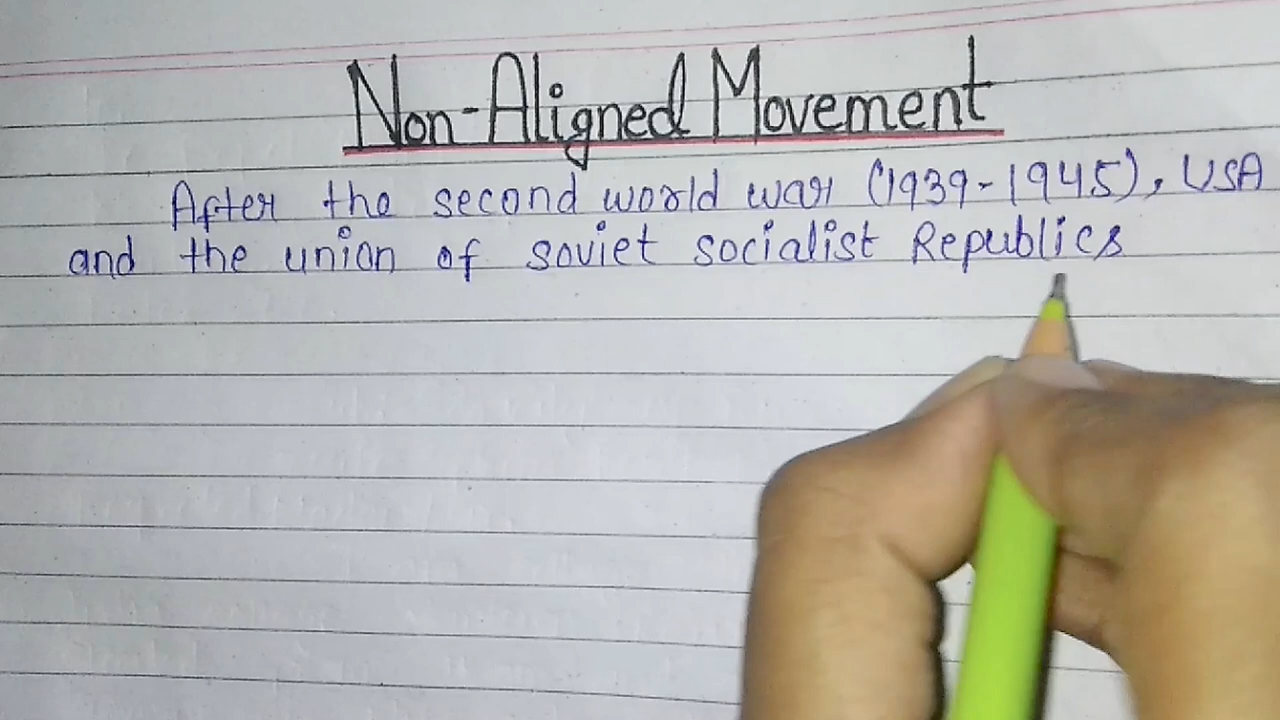 Non-Aligned Movement
After the second world war (1939-1945), USA
and the union of soviet socialist Republics